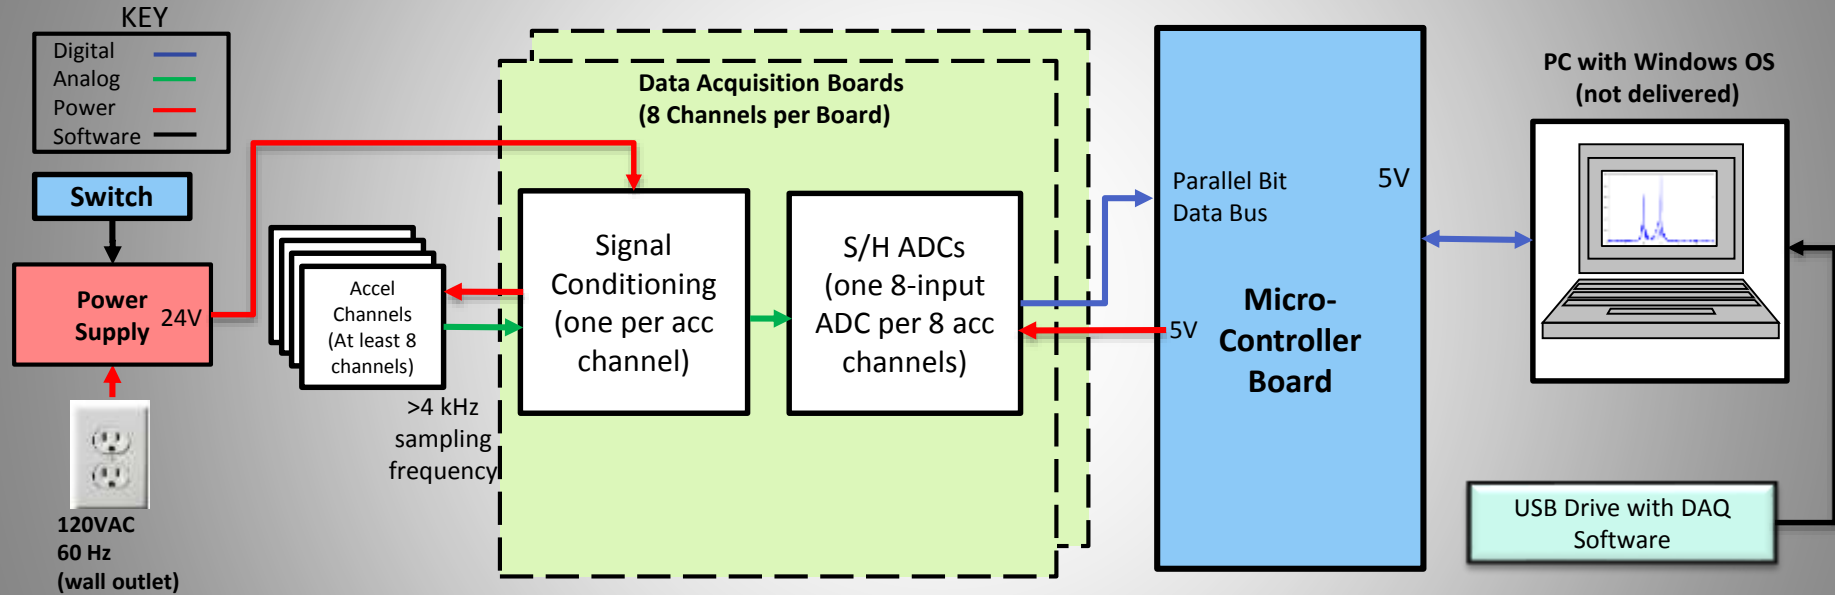 KEY
Digital
Analog
Power
Software
Switch
Power
Supply
24V
120VAC
60 Hz
(wall outlet)
Accel
Channels
(At least 8
channels)
>4 kHz
sampling
frequency
Data Acquisition Boards
(8 Channels per Board)
Signal
Conditioning
(one per acc
channel)
S/H ADCs
(one 8-input
ADC per 8 acc
channels)
Parallel Bit
Data Bus
5V
5V
Micro-
Controller
Board
PC with Windows OS
(not delivered)
USB Drive with DAQ
Software